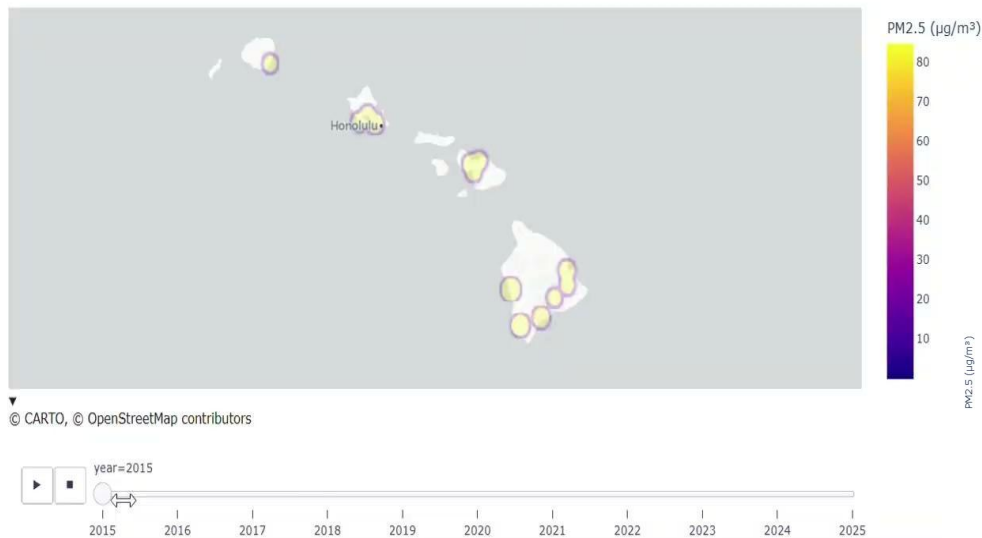 PM2.5 (μg/m³)
80
70
60
50
40
30
20
10
PM2.5 (μg/m³)
Honolulu
▼
© CARTO, © OpenStreetMap contributors
year=2015
2015 2016 2017 2018 2019 2020 2021 2022 2023 2024 2025